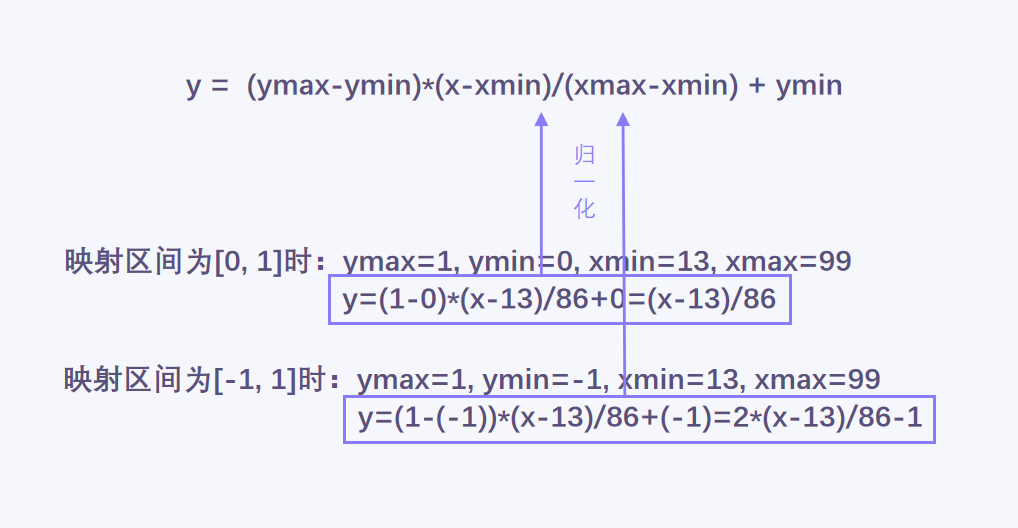 y = (ymax-ymin)*(x-xmin)/(xmax-xmin) + ymin
归
一
化
映射区间为[0, 1]时：ymax=1, ymin=0, xmin=13, xmax=99
y=(1-0)*(x-13)/86+0=(x-13)/86
映射区间为[-1, 1]时：ymax=1, ymin=-1, xmin=13, xmax=99
y=(1-(-1))*(x-13)/86+(-1)=2*(x-13)/86-1